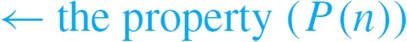 ← the property (P(n))